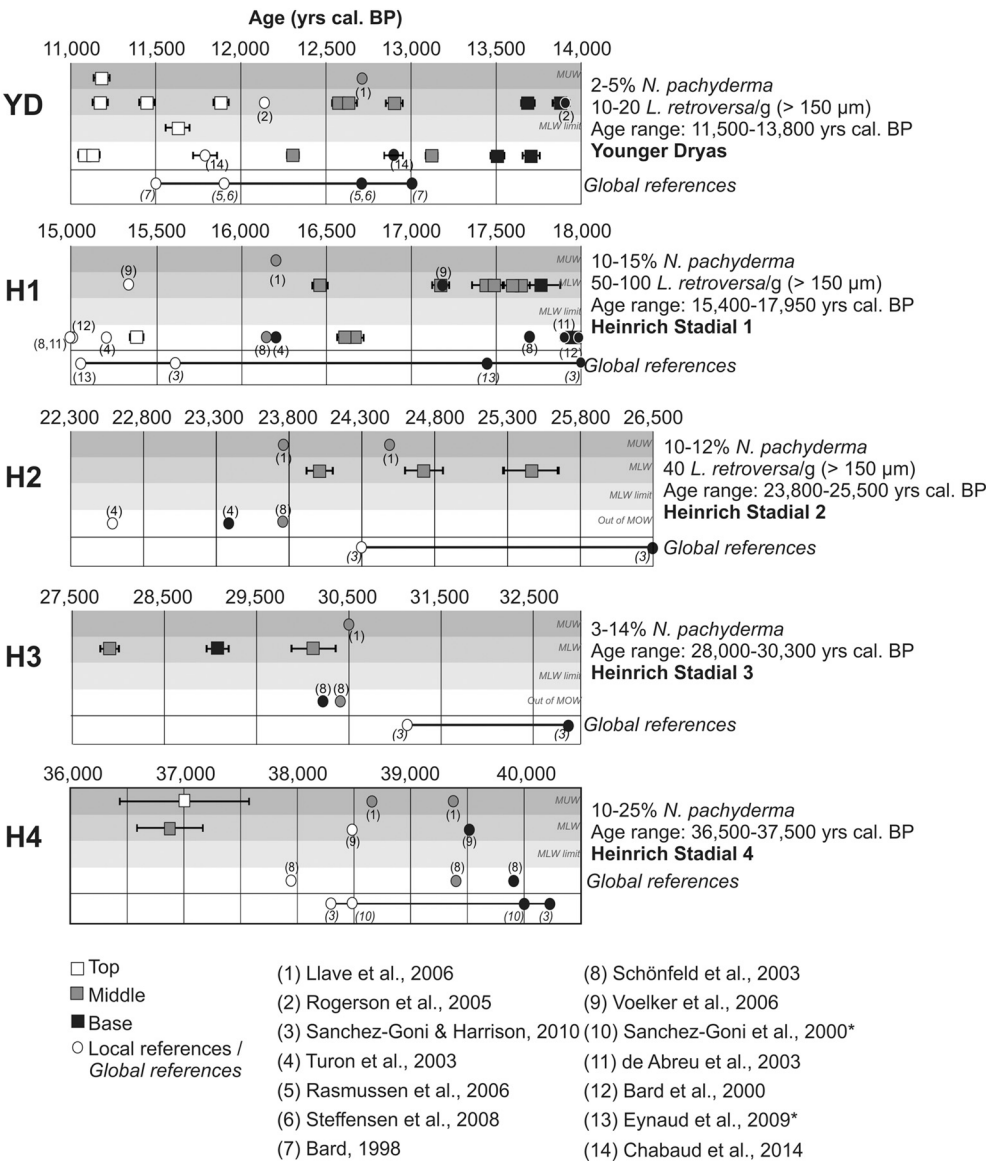 Age (yrs cal. BP)
11,000 11,500 12,000 12,500 13,000 13,500 14,000
YD
MUW
(1)
(2) (2)
MLW limit
(14) (14)
(7) (5,6) (5,6) (7)
2-5% N. pachyderma
10-20 L. retroversa/g (> 150 µm)
Age range: 11,500-13,800 yrs cal. BP
Younger Dryas
Global references
15,000 15,500 16,000 16,500 17,000 17,500 18,000
H1
MUW
(9) (1) (9)
MLW
MLW limit
(12) (11)
(8,11) (4) (8) (4) (8) (12)
(13) (3) (13) (3)
10-15% N. pachyderma
50-100 L. retroversa/g (> 150 µm)
Age range: 15,400-17,950 yrs cal. BP
Heinrich Stadial 1
Global references
22,300 22,800 23,300 23,800 24,300 24,800 25,300 25,800 26,500
H2
MUW
(1) (1)
MLW
MLW limit
(4) (4) (8)
Out of MOW
(3) (3)
10-12% N. pachyderma
40 L. retroversa/g (> 150 µm)
Age range: 23,800-25,500 yrs cal. BP
Heinrich Stadial 2
Global references
27,500 28,500 29,500 30,500 31,500 32,500
H3
MUW
(1)
MLW
MLW limit
(8) (8)
Out of MOW
(3) (3)
3-14% N. pachyderma
Age range: 28,000-30,300 yrs cal. BP
Heinrich Stadial 3
Global references
36,000 37,000 38,000 39,000 40,000
H4
MUW
(1) (1)
MLW
(9) (9)
MLW limit
(8) (8) (8)
(3) (10) (10) (3)
10-25% N. pachyderma
Age range: 36,500-37,500 yrs cal. BP
Heinrich Stadial 4
Global references
Top
Middle
Base
Local references /
Global references
(1) Llave et al., 2006
(2) Rogerson et al., 2005
(3) Sanchez-Goni & Harrison, 2010
(4) Turon et al., 2003
(5) Rasmussen et al., 2006
(6) Steffensen et al., 2008
(7) Bard, 1998
(8) Schönfeld et al., 2003
(9) Voelker et al., 2006
(10) Sanchez-Goni et al., 2000*
(11) de Abreu et al., 2003
(12) Bard et al., 2000
(13) Eynaud et al., 2009*
(14) Chabaud et al., 2014